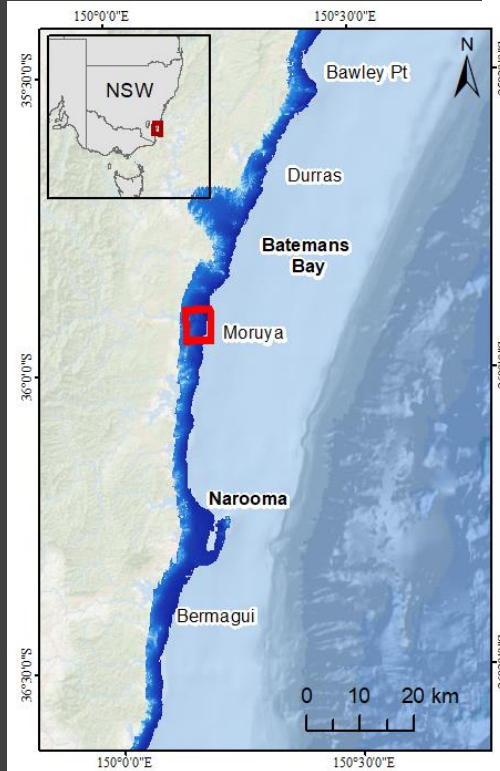 150°0'0"E
150°30'0"E
N
NSW
35°30'0"S
Bawley Pt
Durras
Batemans
Bay
Moruya
36°0'0"S
Narooma
Bermagui
36°30'0"S
0 10 20 km
150°0'0"E
150°30'0"E